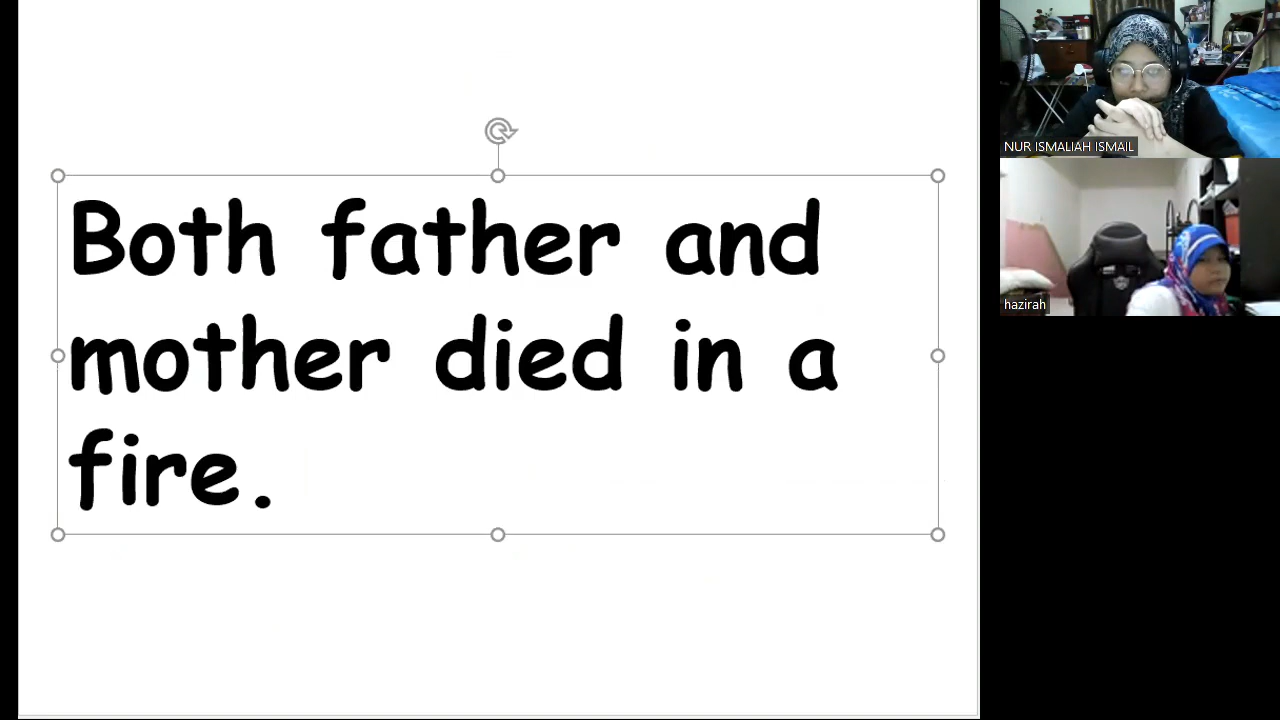 Both father and
mother died in a
fire.
NUR ISMALIAH ISMAIL
hazirah